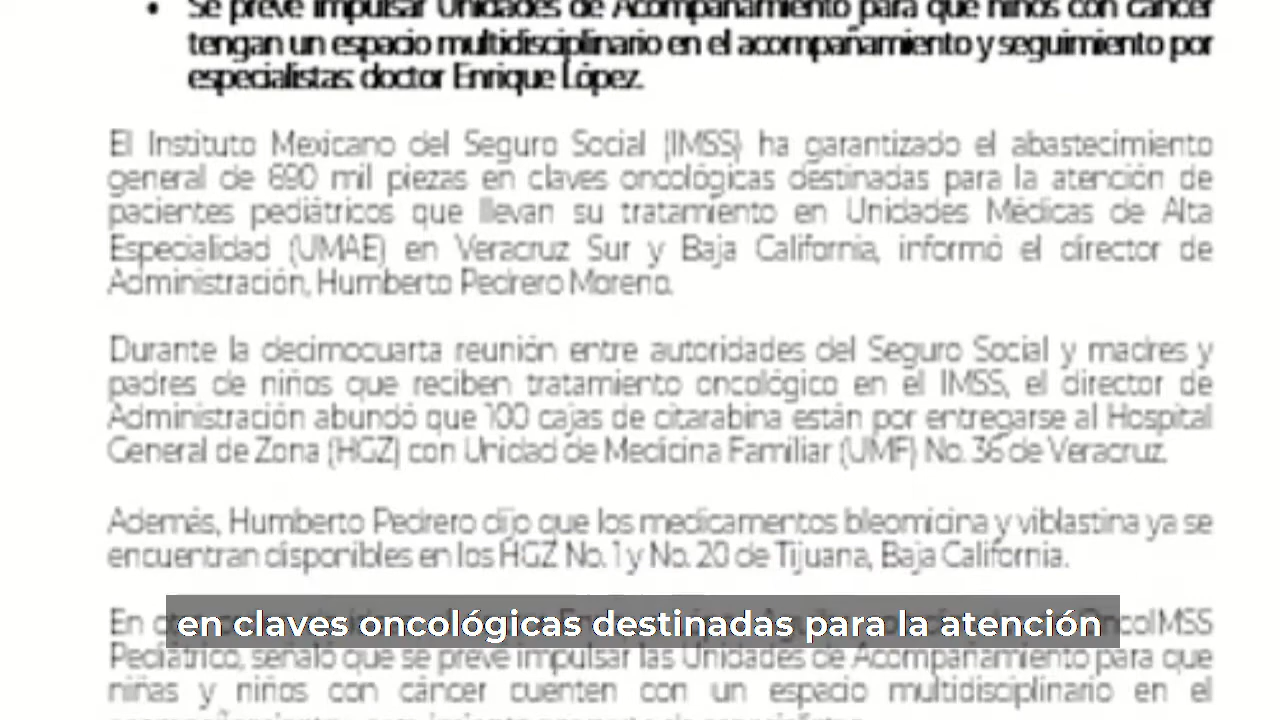 • Se prevé impulsar Unidades de Acompañamiento para que niños con cáncer
tengan un espacio multidisciplinario en el acompañamiento y seguimiento por
especialistas: doctor Enrique López.
El Instituto Mexicano del Seguro Social (IMSS) ha garantizado el abastecimiento
general de 690 mil piezas en claves oncológicas destinadas para la atención de
pacientes pediátricos que llevan su tratamiento en Unidades Médicas de Alta
Especialidad (UMAE) en Veracruz Sur y Baja California, informó el director de
Administración, Humberto Pedrero Moreno.
Durante la decimocuarta reunión entre autoridades del Seguro Social y madres y
padres de niños que reciben tratamiento oncológico en el IMSS, el director de
Administración abundó que 100 cajas de citarabina están por entregarse al Hospital
General de Zona (HGZ) con Unidad de Medicina Familiar (UMF) No. 36 de Veracruz.
Además, Humberto Pedrero dijo que los medicamentos bleomicina y viblastina ya se
encuentran disponibles en los HGZ No. 1 y No. 20 de Tijuana, Baja California.
En OncoIMSS
en claves oncológicas destinadas para la atención
Pediátrico, señaló que se prevé impulsar las Unidades de Acompañamiento para que
niñas y niños con cáncer cuenten con un espacio multidisciplinario en el